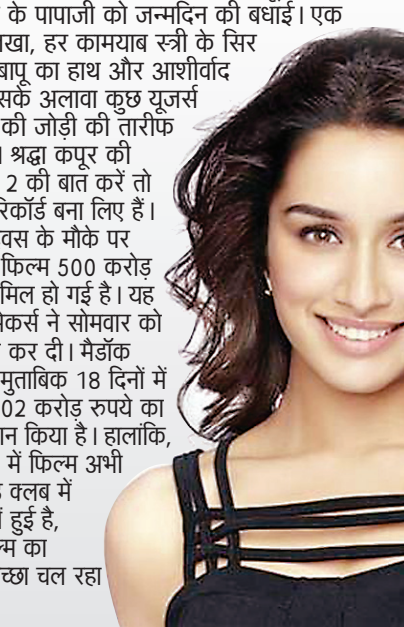 के पापाजी को जन्मदिन की बधाई। एक
खा, हर कामयाब स्त्री के सिर
बापू का हाथ और आशीर्वाद
सके अलावा कुछ यूजर्स
की जोड़ी की तारीफ
। श्रद्धा कपूर की
2 की बात करें तो
रिकॉर्ड बना लिए हैं।
वस के मौके पर
फिल्म 500 करोड़
मिल हो गई है। यह
मेकर्स ने सोमवार को
कर दी। मैडॉक
मुताबिक 18 दिनों में
02 करोड़ रुपये का
न किया है। हालांकि,
में फिल्म अभी
क्लब में
हुई है,
ल्म का
च्छा चल रहा